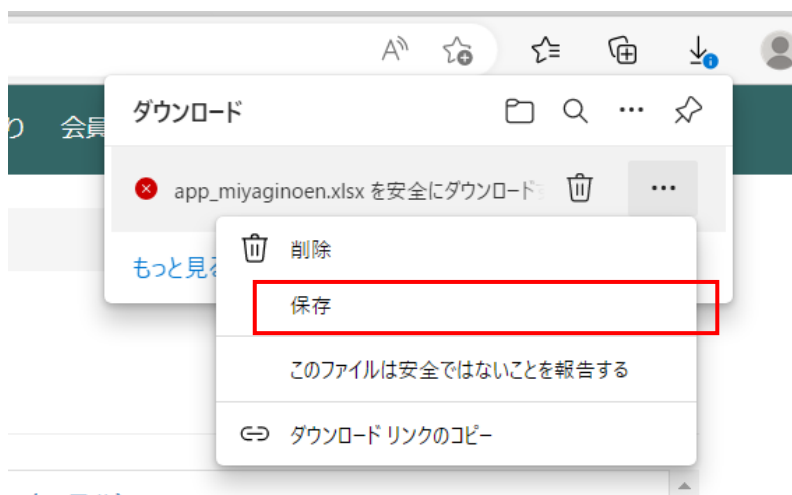 ダウンロード
り 会員
app_miyaginoen.xlsx を安全にダウンロード
もっと見る
削除
保存
このファイルは安全ではないことを報告する
ダウンロード リンクのコピー